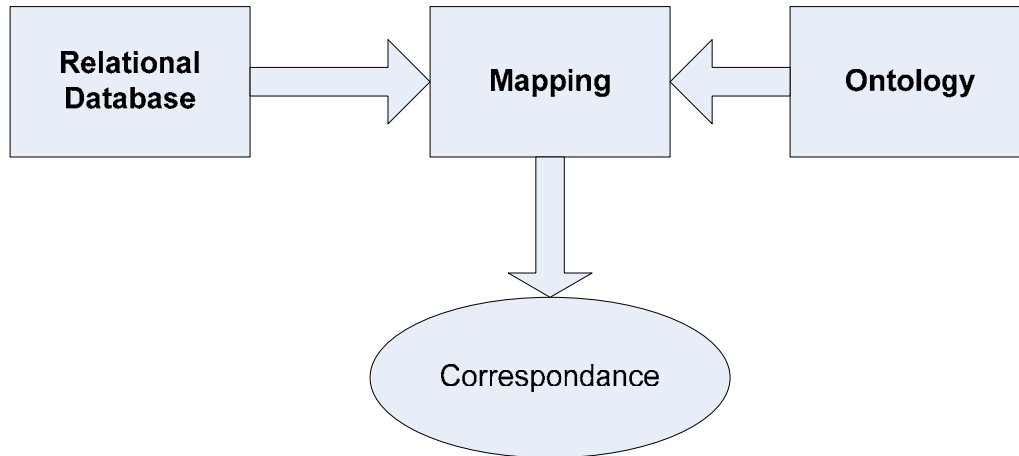 Relational
Database
Mapping
Ontology
Correspondance